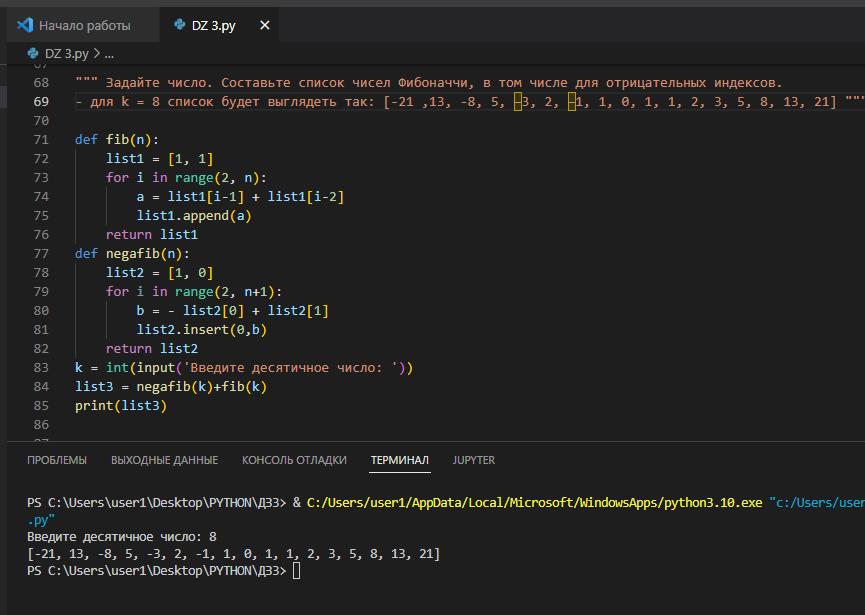 Начало работы
DZ 3.py
DZ 3.py > ...
68 """ Задайте число. Составьте список чисел Фибоначчи, в том числе для отрицательных индексов.
69 - для k = 8 список будет выглядеть так: [-21 ,13, -8, 5, -3, 2, -1, 1, 0, 1, 1, 2, 3, 5, 8, 13, 21] """
70
71 def fib(n):
72     list1 = [1, 1]
73     for i in range(2, n):
74         a = list1[i-1] + list1[i-2]
75         list1.append(a)
76     return list1
77 def negafib(n):
78     list2 = [1, 0]
79     for i in range(2, n+1):
80         b = - list2[0] + list2[1]
81         list2.insert(0,b)
82     return list2
83 k = int(input('Введите десятичное число: '))
84 list3 = negafib(k)+fib(k)
85 print(list3)
86
ПРОБЛЕМЫ ВЫХОДНЫЕ ДАННЫЕ КОНСОЛЬ ОТЛАДКИ ТЕРМИНАЛ JUPYTER
PS C:\Users\user1\Desktop\PYTHON\ДЗ3> & C:/Users/user1/AppData/Local/Microsoft/WindowsApps/python3.10.exe "c:/Users/user
.py"
Введите десятичное число: 8
[-21, 13, -8, 5, -3, 2, -1, 1, 0, 1, 1, 2, 3, 5, 8, 13, 21]
PS C:\Users\user1\Desktop\PYTHON\ДЗ3>